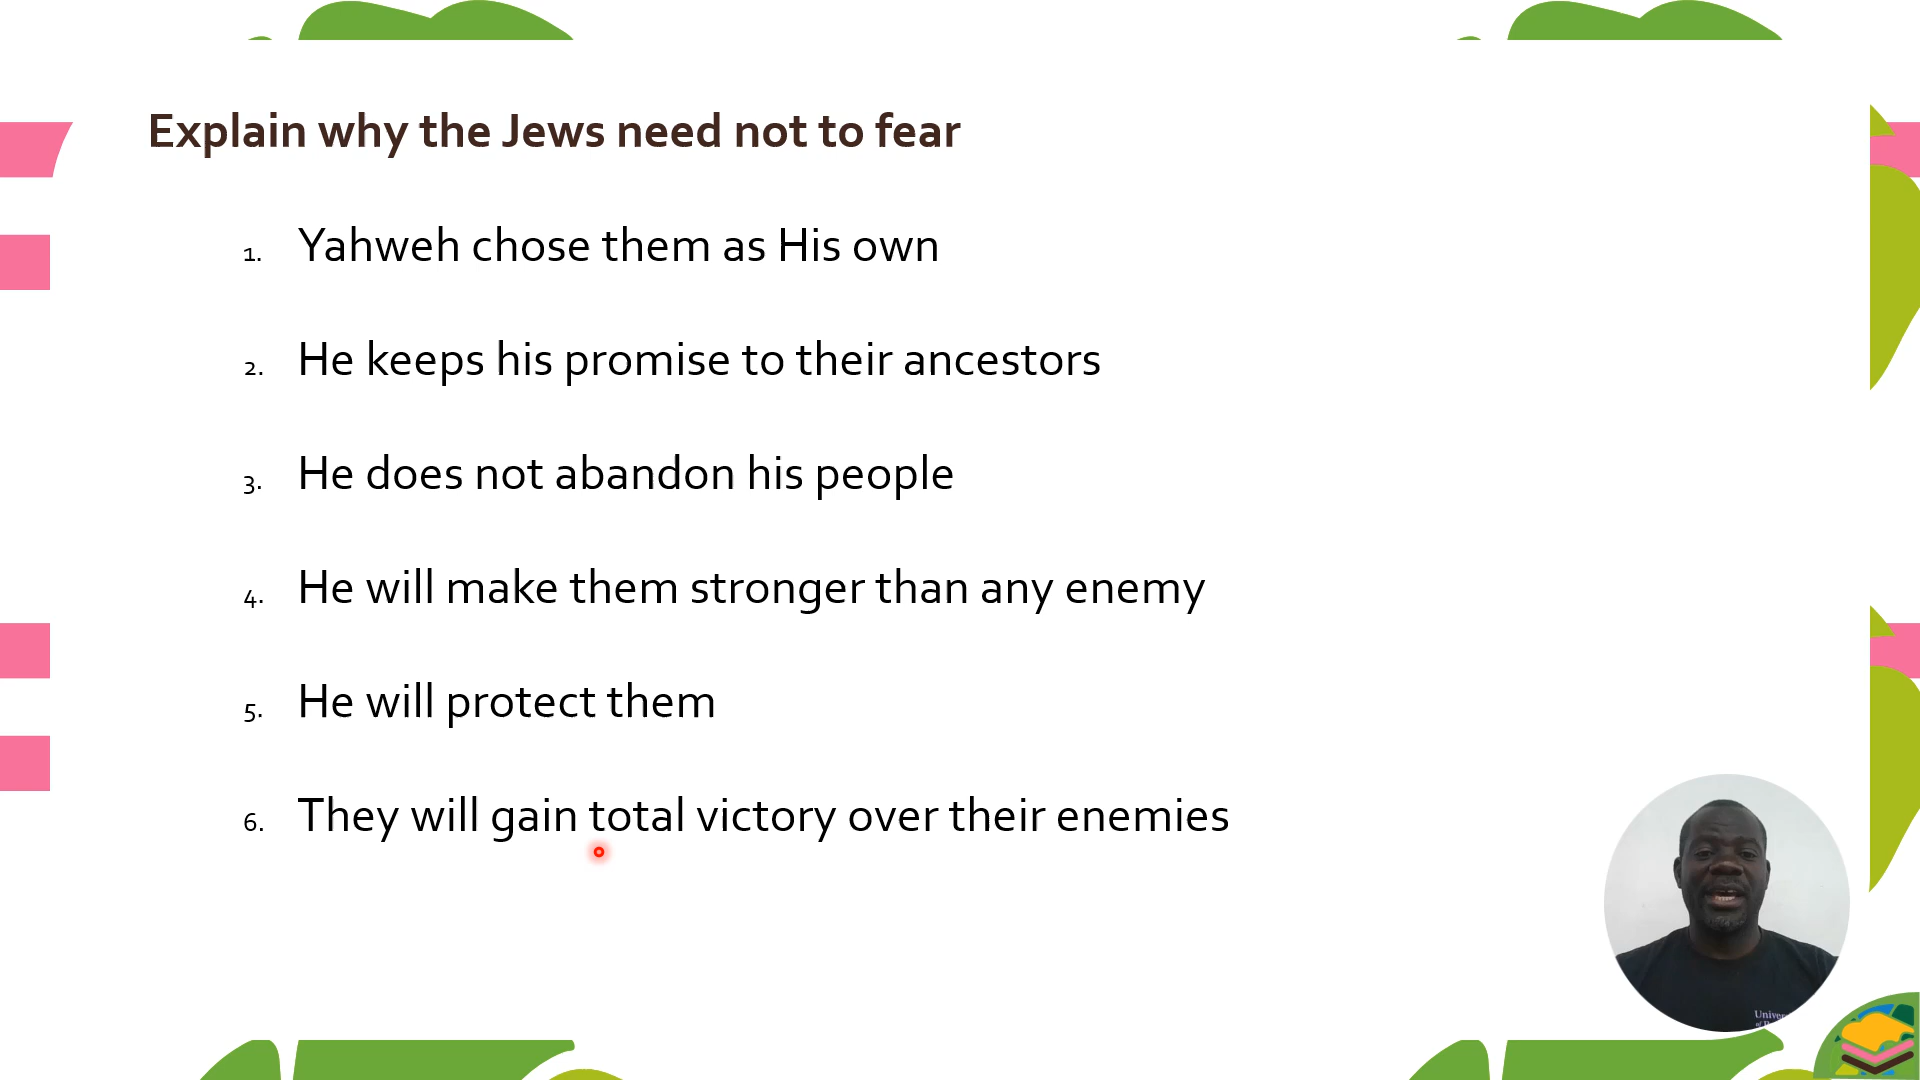 Explain why the Jews need not to fear
1. Yahweh chose them as His own
2. He keeps his promise to their ancestors
3. He does not abandon his people
4. He will make them stronger than any enemy
5. He will protect them
6. They will gain total victory over their enemies